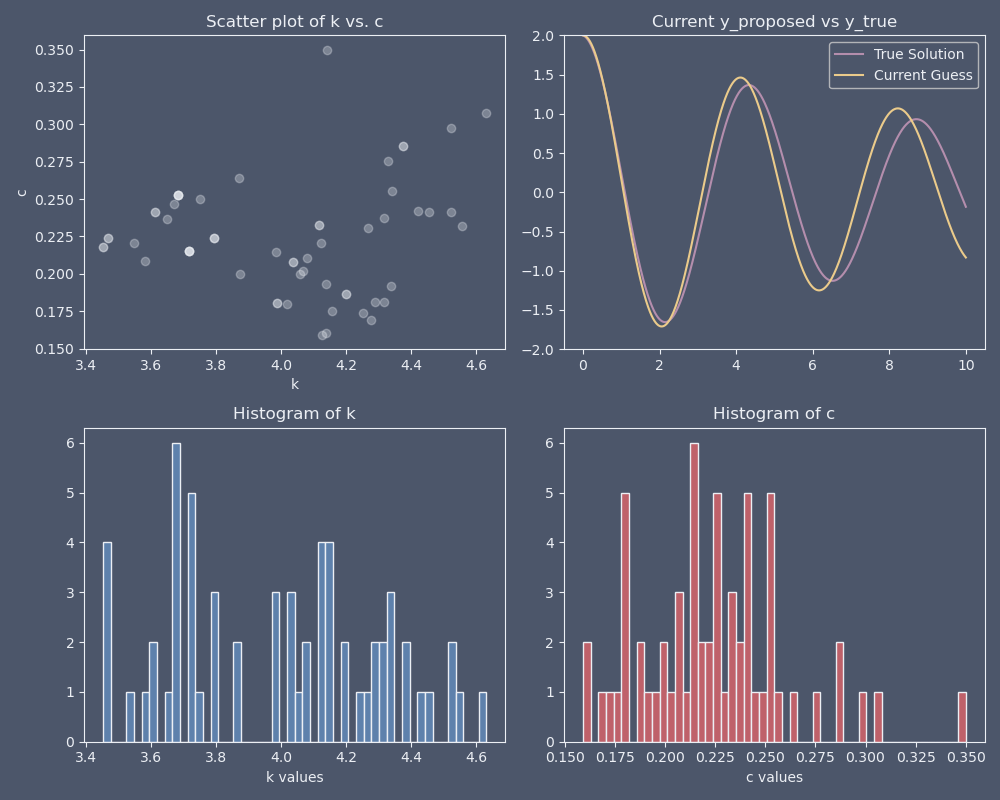 Scatter plot of k vs. c
0.350
0.325
0.300
0.275
0.250
0.225
0.200
0.175
0.150
c
3.4 3.6 3.8 4.0 4.2 4.4 4.6
k
Current y_proposed vs y_true
2.0
1.5
1.0
0.5
0.0
−0.5
−1.0
−1.5
−2.0
True Solution
Current Guess
0 2 4 6 8 10
Histogram of k
6
5
4
3
2
1
0
3.4 3.6 3.8 4.0 4.2 4.4 4.6
k values
Histogram of c
6
5
4
3
2
1
0
0.150 0.175 0.200 0.225 0.250 0.275 0.300 0.325 0.350
c values